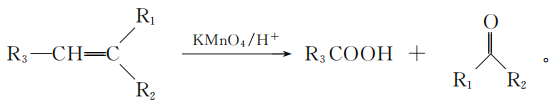 R₃—CH=C(R₁)(R₂) —KMnO₄/H⁺→ R₃COOH + R₁—C(=O)—R₂ 。